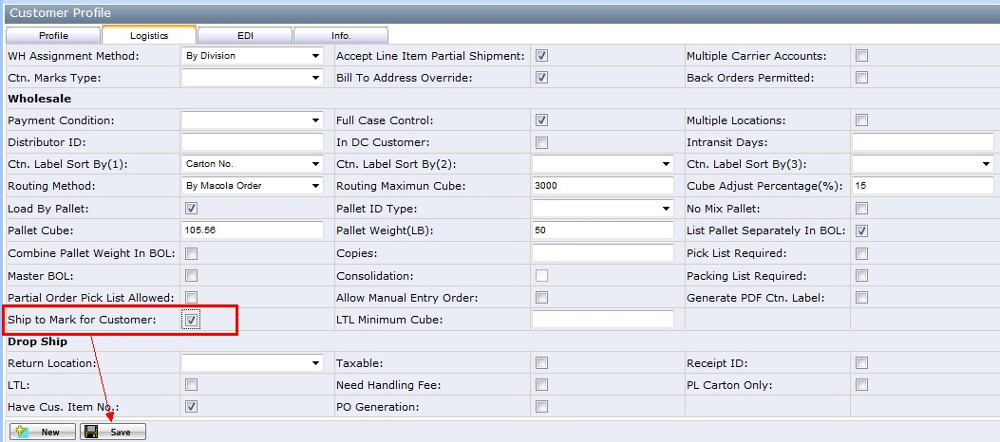 Customer Profile
Profile Logistics EDI Info.
WH Assignment Method: By Division Accept Line Item Partial Shipment: Multiple Carrier Accounts:
Ctn. Marks Type: Bill To Address Override: Back Orders Permitted:
Wholesale
Payment Condition: Full Case Control: Multiple Locations:
Distributor ID: In DC Customer: Intransit Days:
Ctn. Label Sort By(1): Carton No. Ctn. Label Sort By(2): Ctn. Label Sort By(3):
Routing Method: By Macola Order Routing Maximun Cube: 3000 Cube Adjust Percentage(%): 15
Load By Pallet: Pallet ID Type: No Mix Pallet:
Pallet Cube: 105.56 Pallet Weight(LB): 50 List Pallet Separately In BOL:
Combine Pallet Weight In BOL: Copies: Pick List Required:
Master BOL: Consolidation: Packing List Required:
Partial Order Pick List Allowed: Allow Manual Entry Order: Generate PDF Ctn. Label:
Ship to Mark for Customer: LTL Minimum Cube:
Drop Ship
Return Location: Taxable: Receipt ID:
LTL: Need Handling Fee: PL Carton Only:
Have Cus. Item No.: PO Generation:
New Save